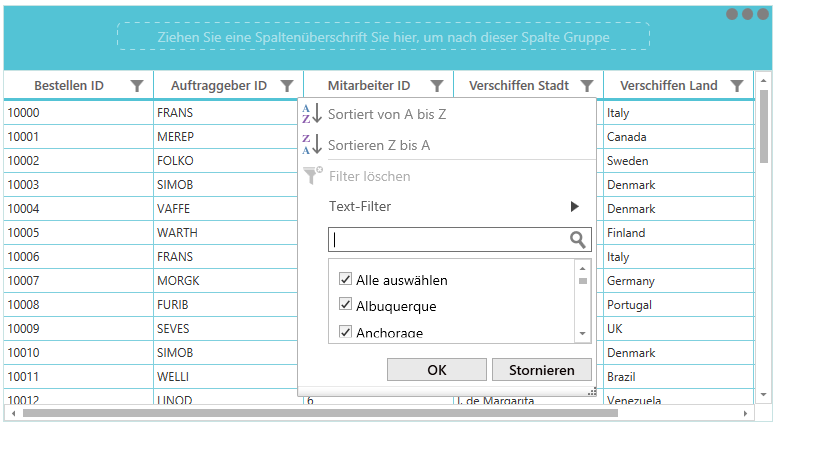 Ziehen Sie eine Spaltenüberschrift Sie hier, um nach dieser Spalte Gruppe
Bestellen ID Auftraggeber ID Mitarbeiter ID Verschiffen Stadt Verschiffen Land
10000 FRANS Italy
10001 MEREP Canada
10002 FOLKO Sweden
10003 SIMOB Denmark
10004 VAFFE Denmark
10005 WARTH Finland
10006 FRANS Italy
10007 MORGK Germany
10008 FURIB Portugal
10009 SEVES UK
10010 SIMOB Denmark
10011 WELLI Brazil
10012 LINOD 6 I. de Margarita Venezuela
Sortiert von A bis Z
Sortieren Z bis A
Filter löschen
Text-Filter
Alle auswählen
Albuquerque
Anchorage
OK Stornieren